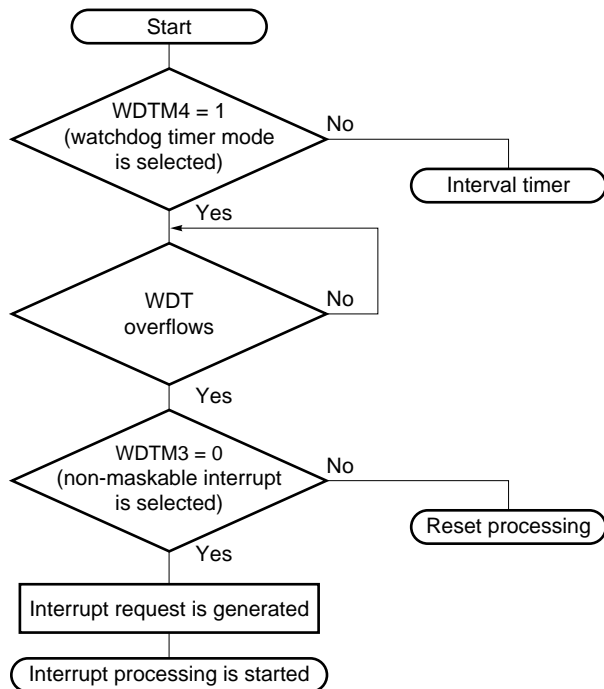 Start
WDTM4 = 1
(watchdog timer mode
is selected)
No
Interval timer
Yes
WDT
overflows
No
Yes
WDTM3 = 0
(non-maskable interrupt
is selected)
No
Reset processing
Yes
Interrupt request is generated
Interrupt processing is started